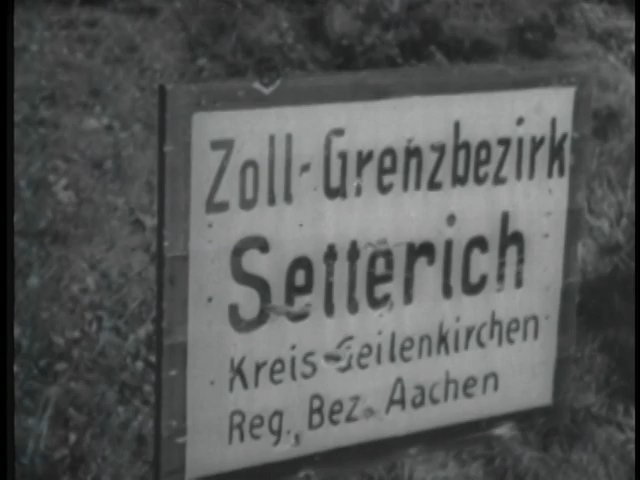 Zoll-Grenzbezirk
Setterich
Kreis-Geilenkirchen
Reg. Bez. Aachen